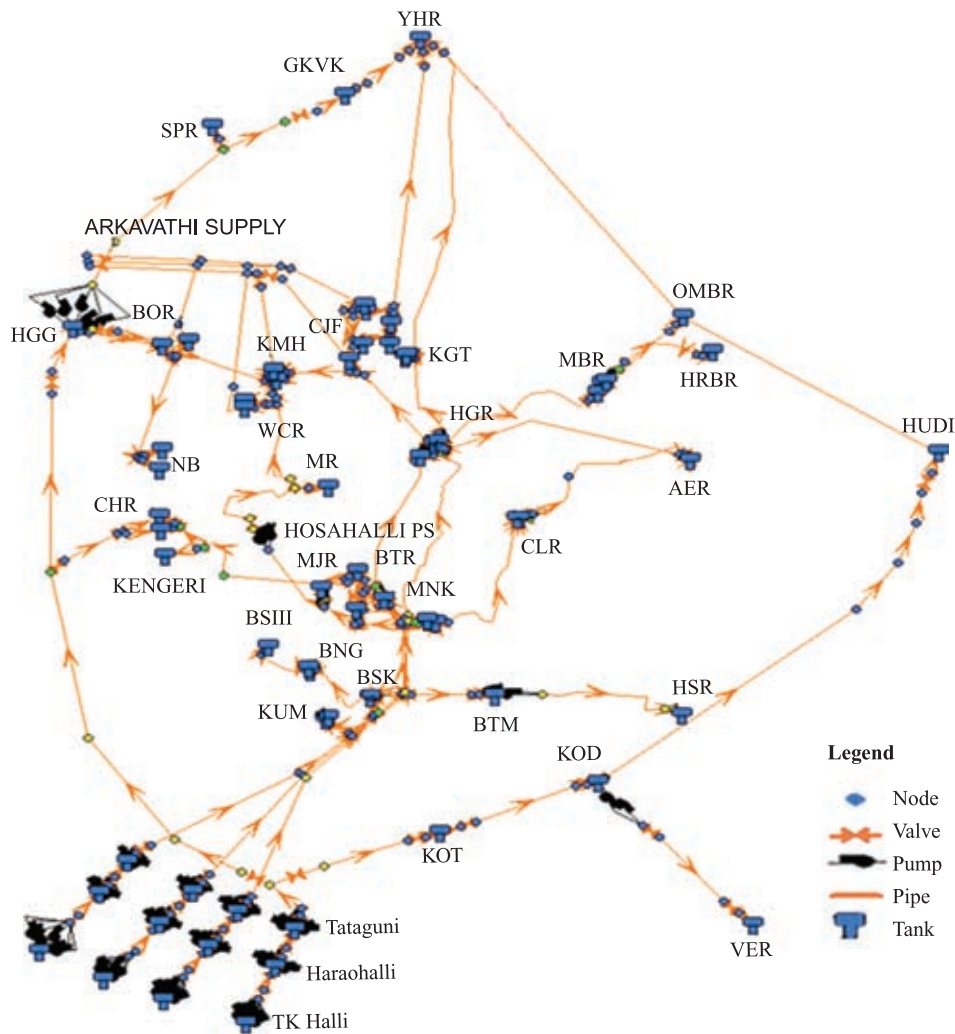 YHR
GKVK
SPR
ARKAVATHI SUPPLY
OMBR
BOR
HGG
CJF
KMH
KGT
MBR
HRBR
HGR
WCR
HUDI
NB
MR
AER
CHR
HOSAHALLI PS
CLR
KENGERI
MJR
BTR
MNK
BSIII
BNG
BSK
KUM
BTM
HSR
KOD
Legend
Node
Valve
KOT
Pump
Pipe
Tataguni
Tank
VER
Haraohalli
TK Halli